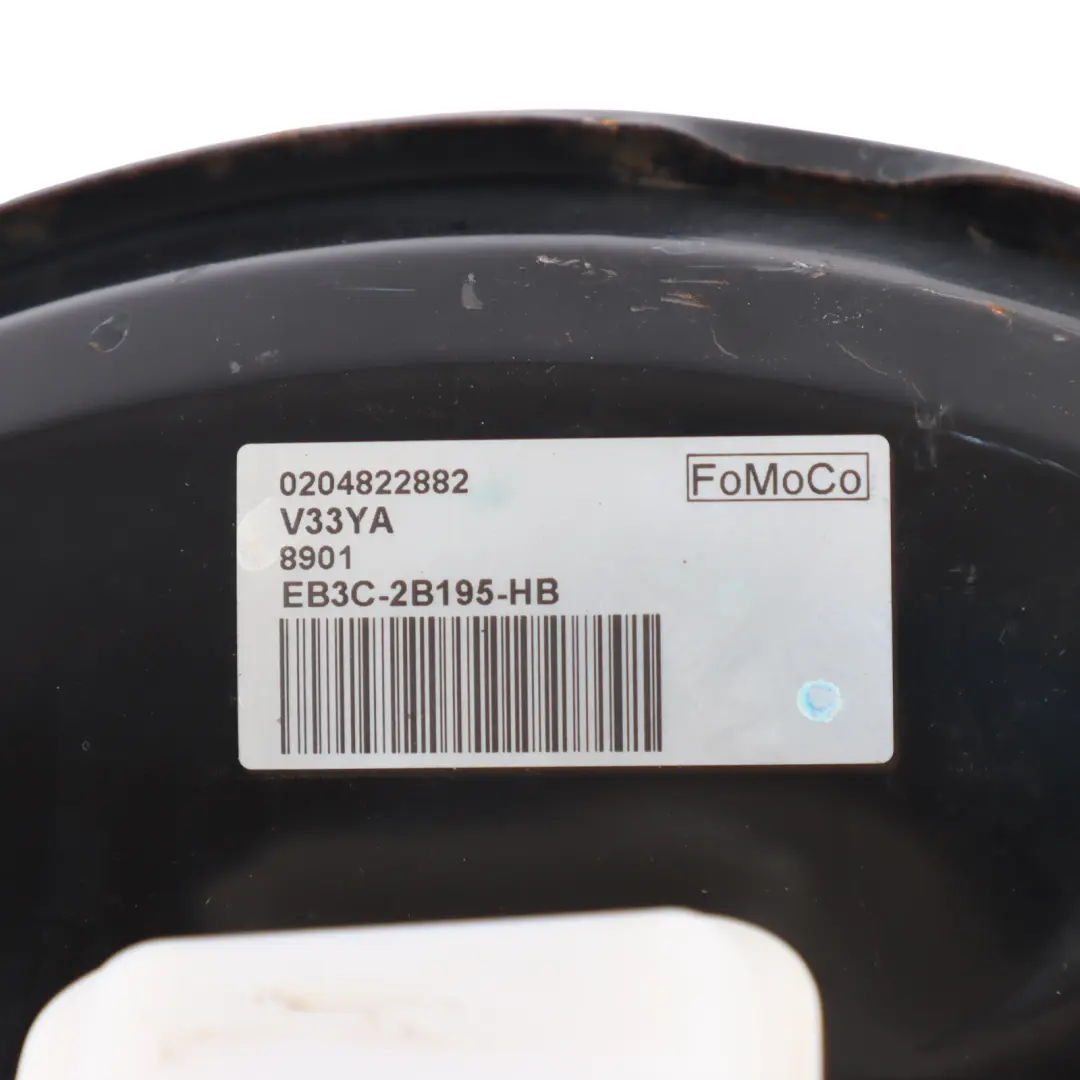 0204822882
FoMoCo
V33YA
8901
EB3C-2B195-HB